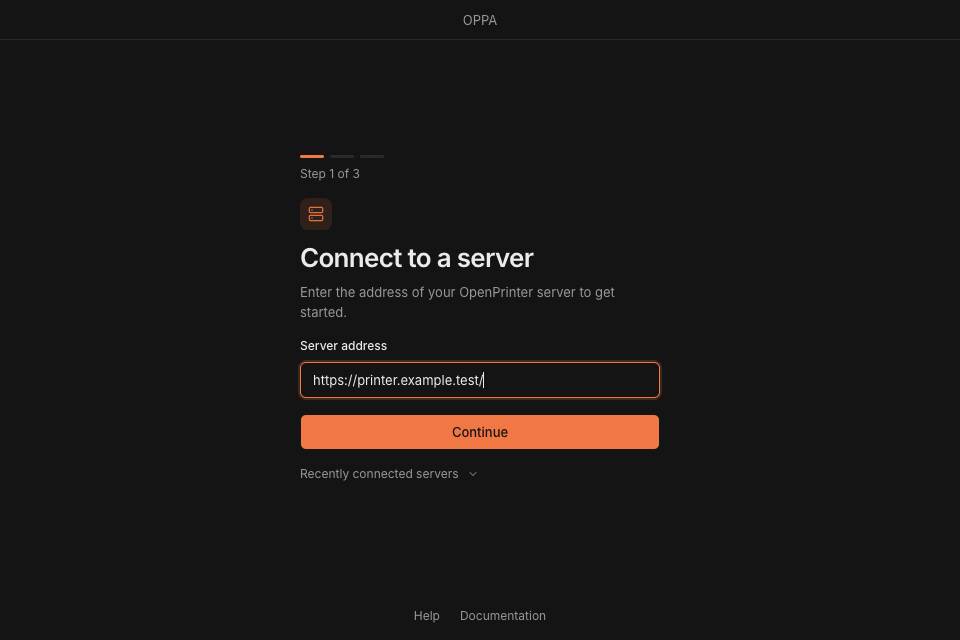 OPPA
Step 1 of 3
Connect to a server
Enter the address of your OpenPrinter server to get
started.
Server address
https://printer.example.test/
Continue
Recently connected servers
Help Documentation